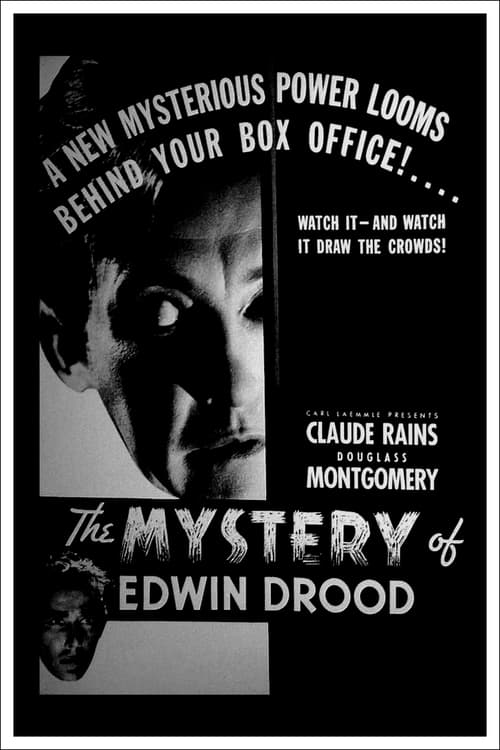 A NEW MYSTERIOUS POWER LOOMS
BEHIND YOUR BOX OFFICE!....
WATCH IT – AND WATCH
IT DRAW THE CROWDS!
CARL LAEMMLE PRESENTS
CLAUDE RAINS
DOUGLASS
MONTGOMERY
The MYSTERY of
EDWIN DROOD